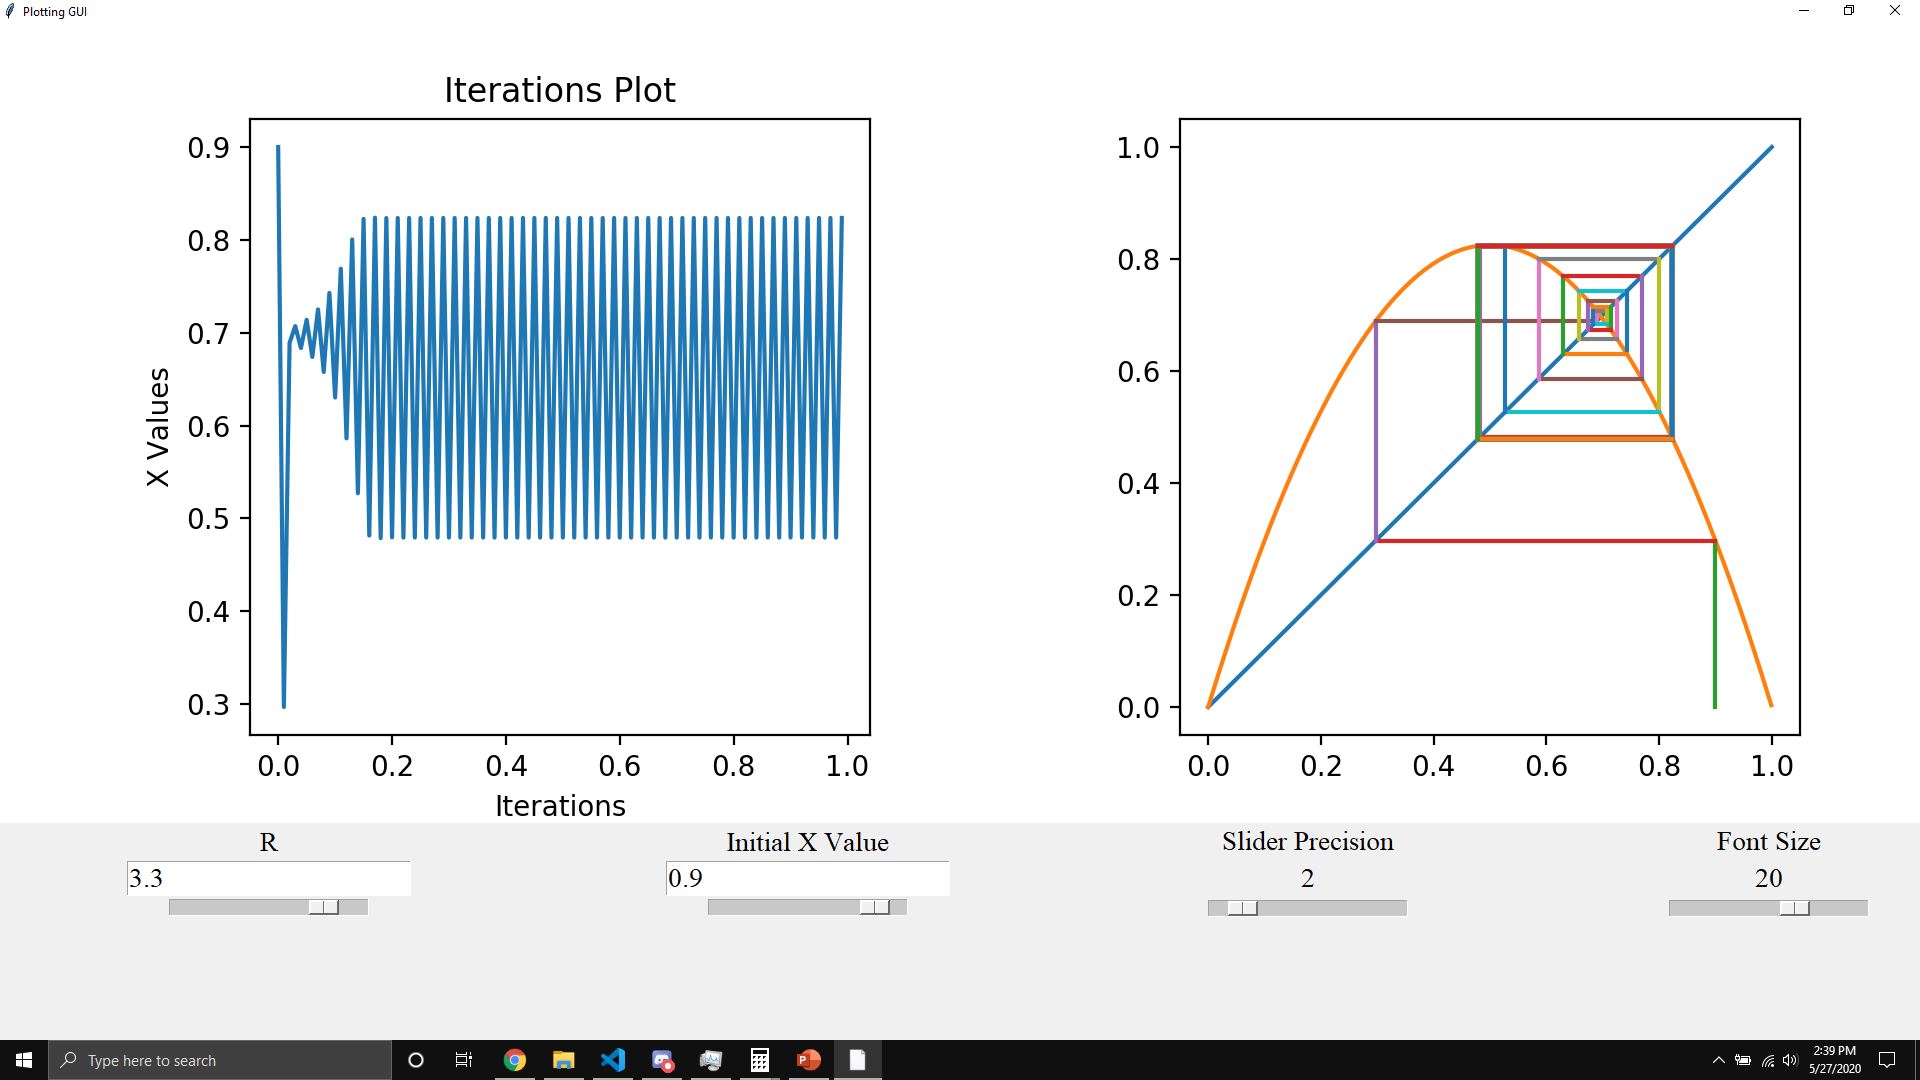 Plotting GUI
Iterations Plot
0.9
0.8
0.7
0.6
0.5
0.4
0.3
X Values
0.0 0.2 0.4 0.6 0.8 1.0
Iterations
1.0
0.8
0.6
0.4
0.2
0.0
0.0 0.2 0.4 0.6 0.8 1.0
R Initial X Value Slider Precision Font Size
3.3 0.9 2 20
Type here to search
P
2:39 PM
5/27/2020